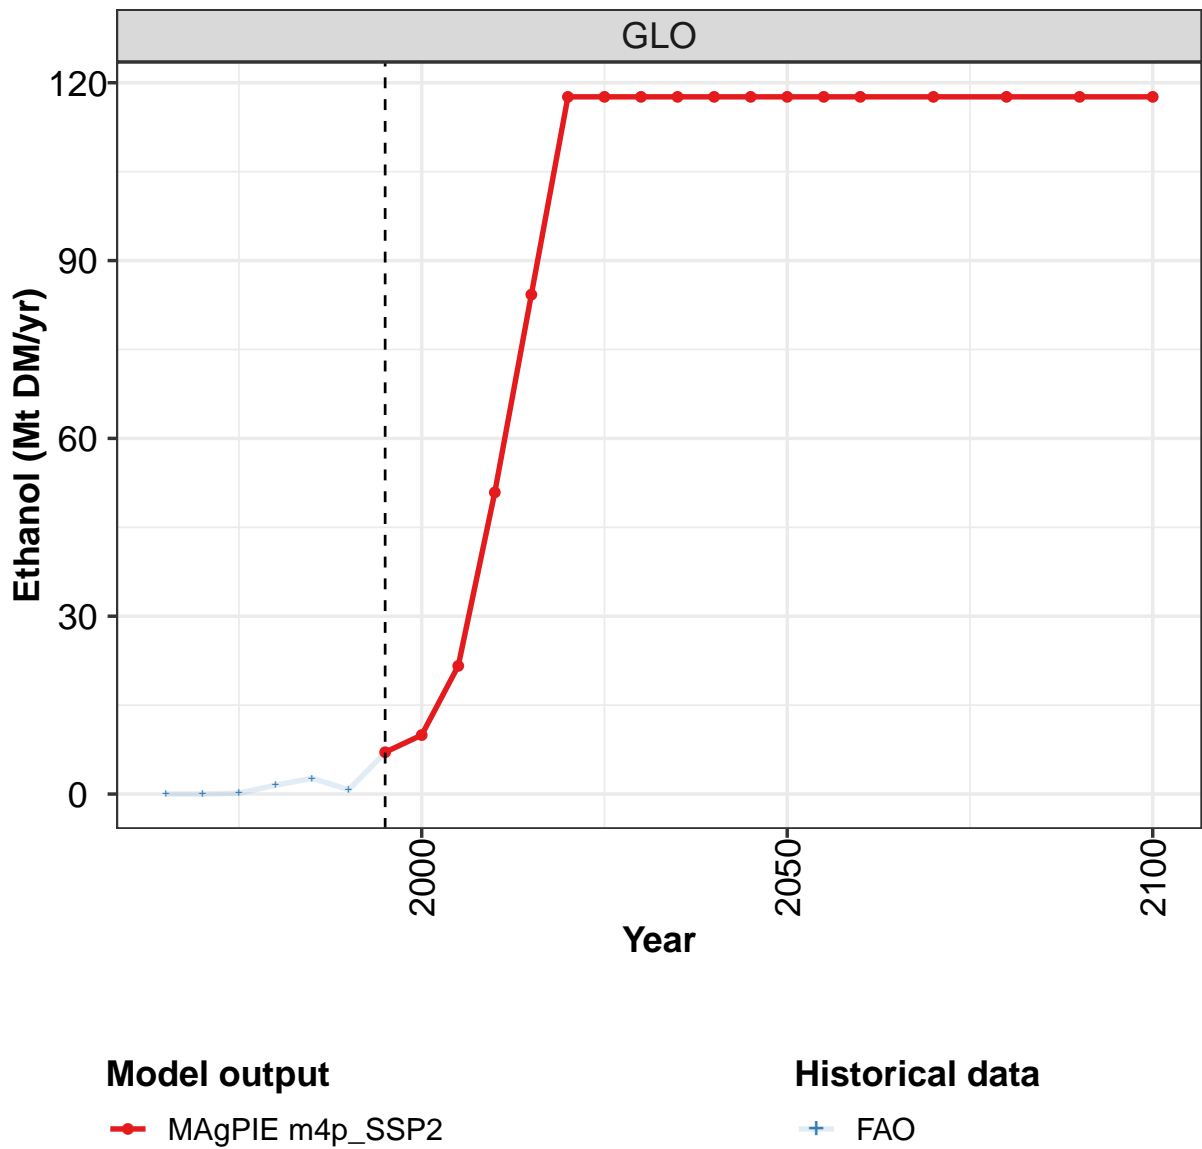 GLO
120
90
60
30
0
Ethanol (Mt DM/yr)
2000
2050
2100
Year
Model output
Historical data
MAgPIE m4p_SSP2
FAO